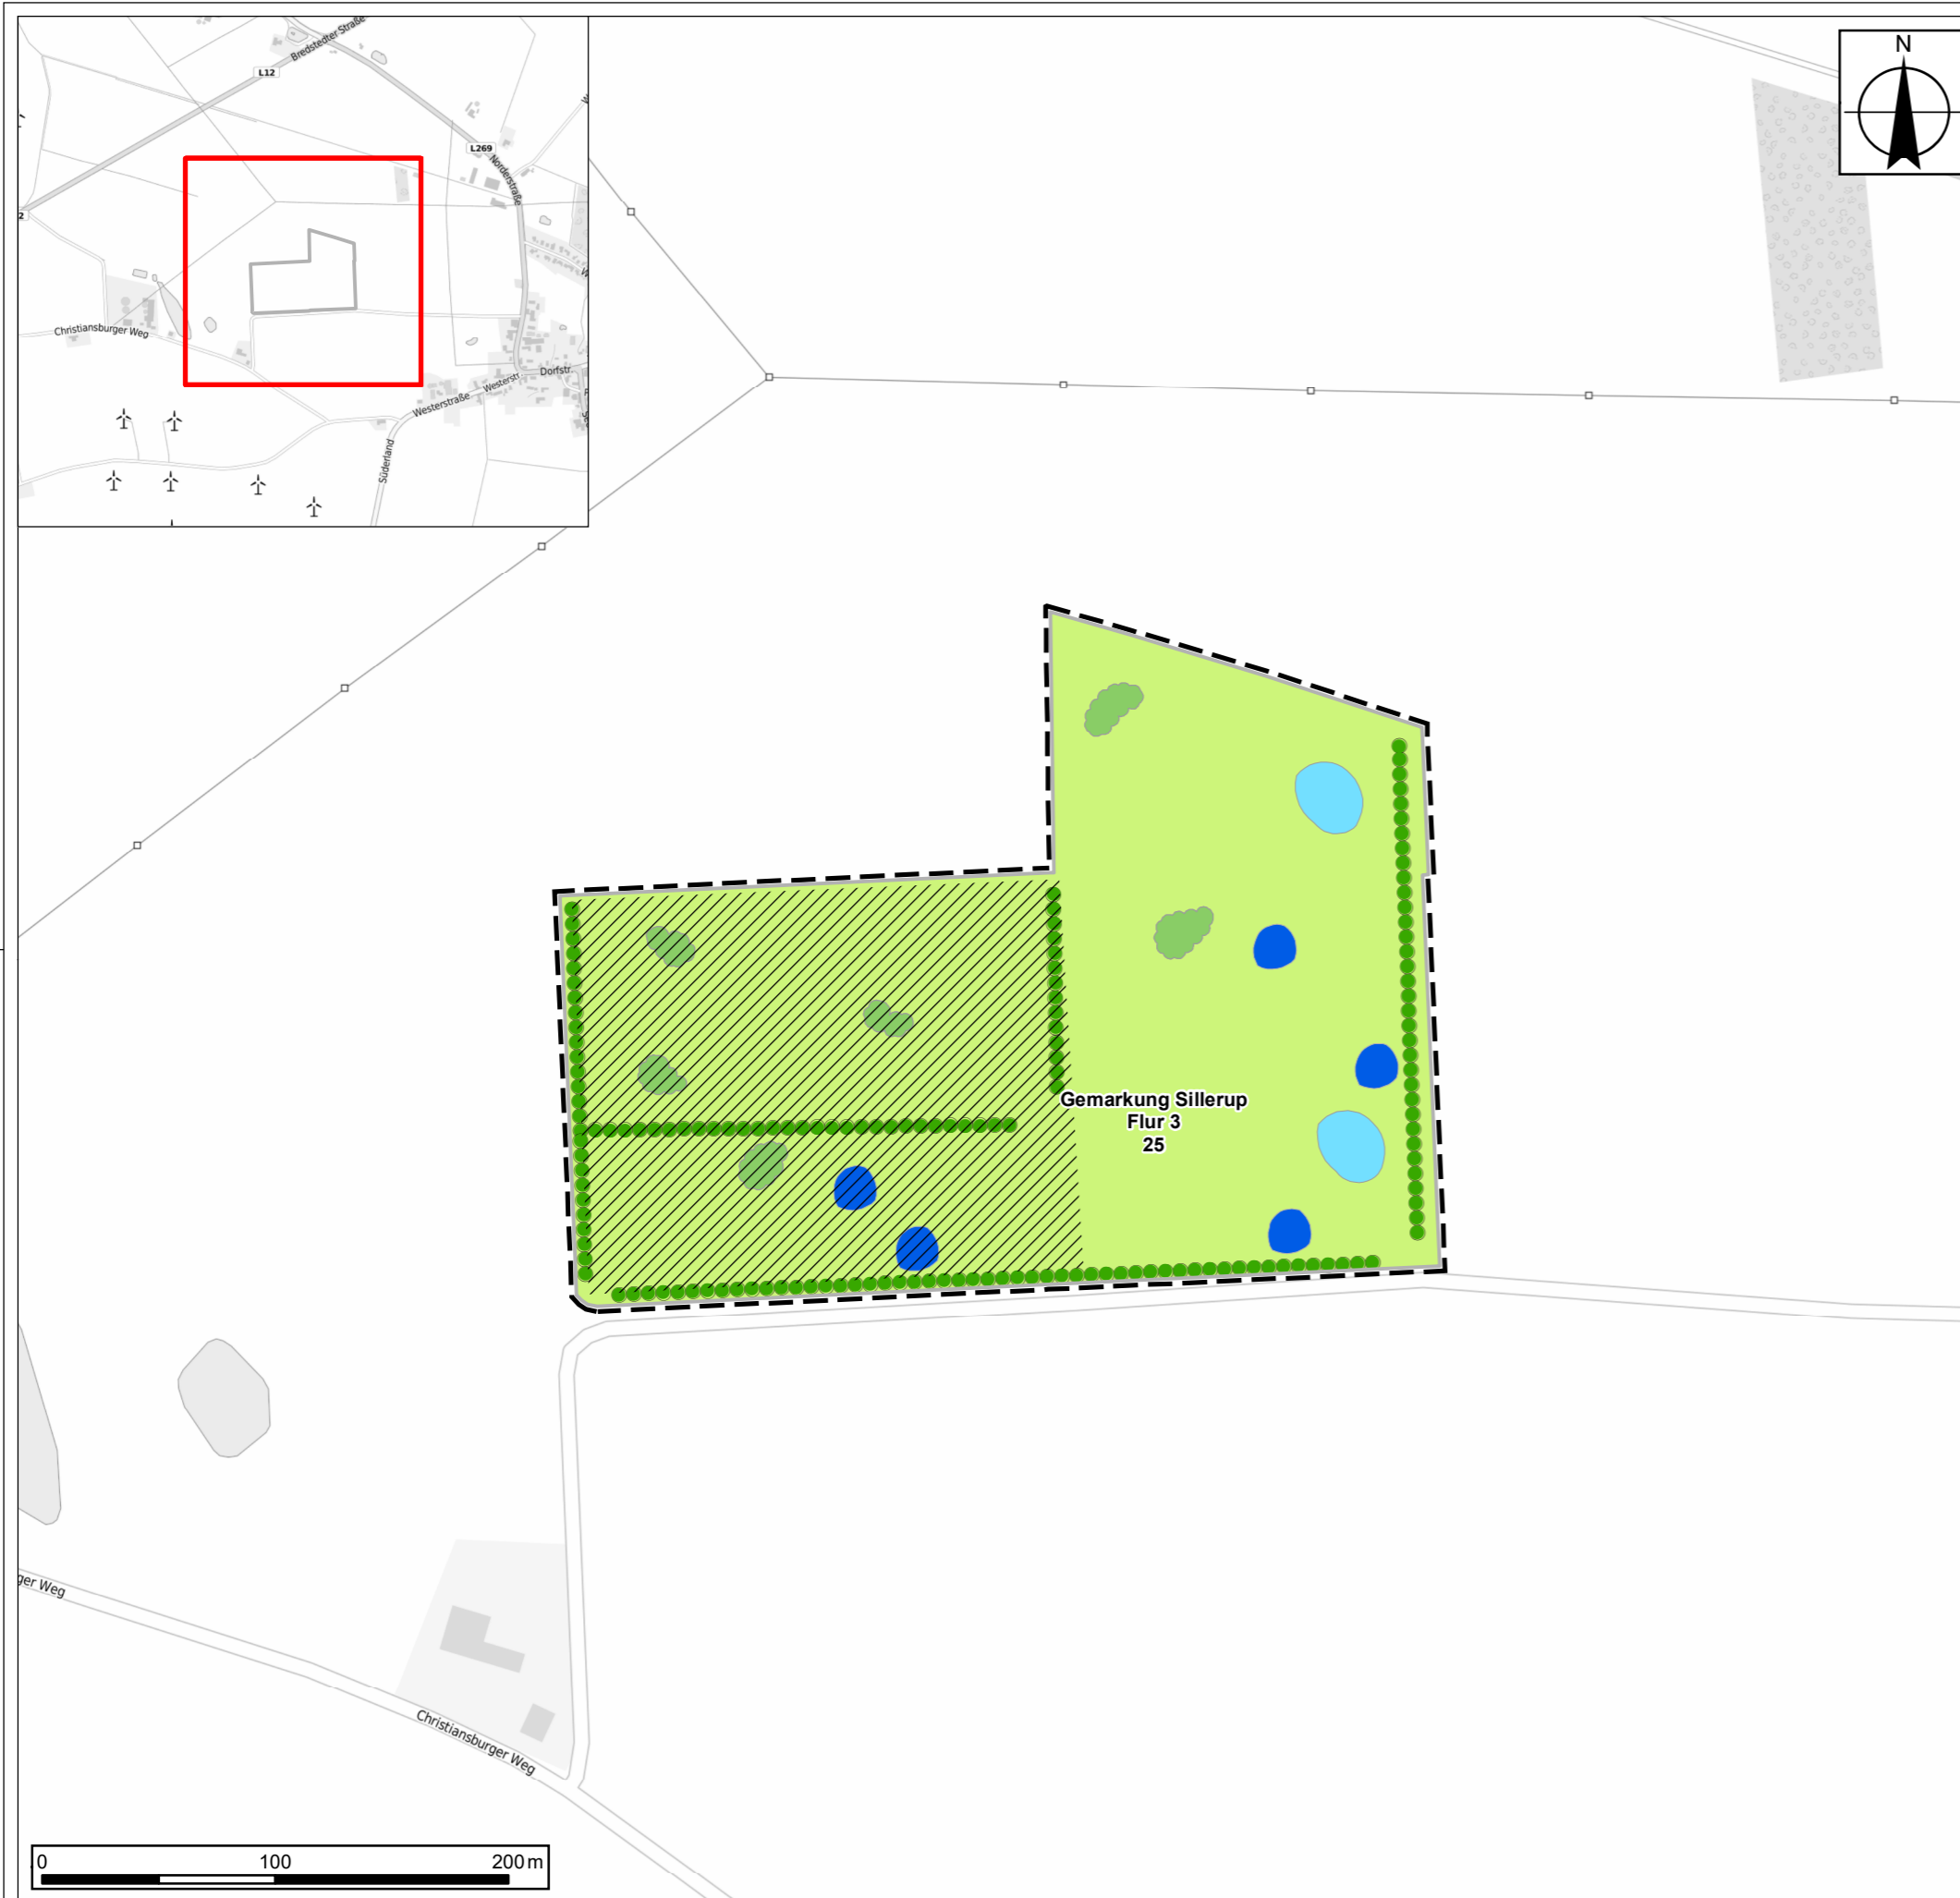 Bredstedter Straße
L12
L269
Norderstraße
2
Christiansburger Weg
Dorfstr.
Westerstr.
Westerstraße
Süderland
N
Gemarkung Sillerup
Flur 3
25
ger Weg
Christiansburger Weg
0 100 200 m